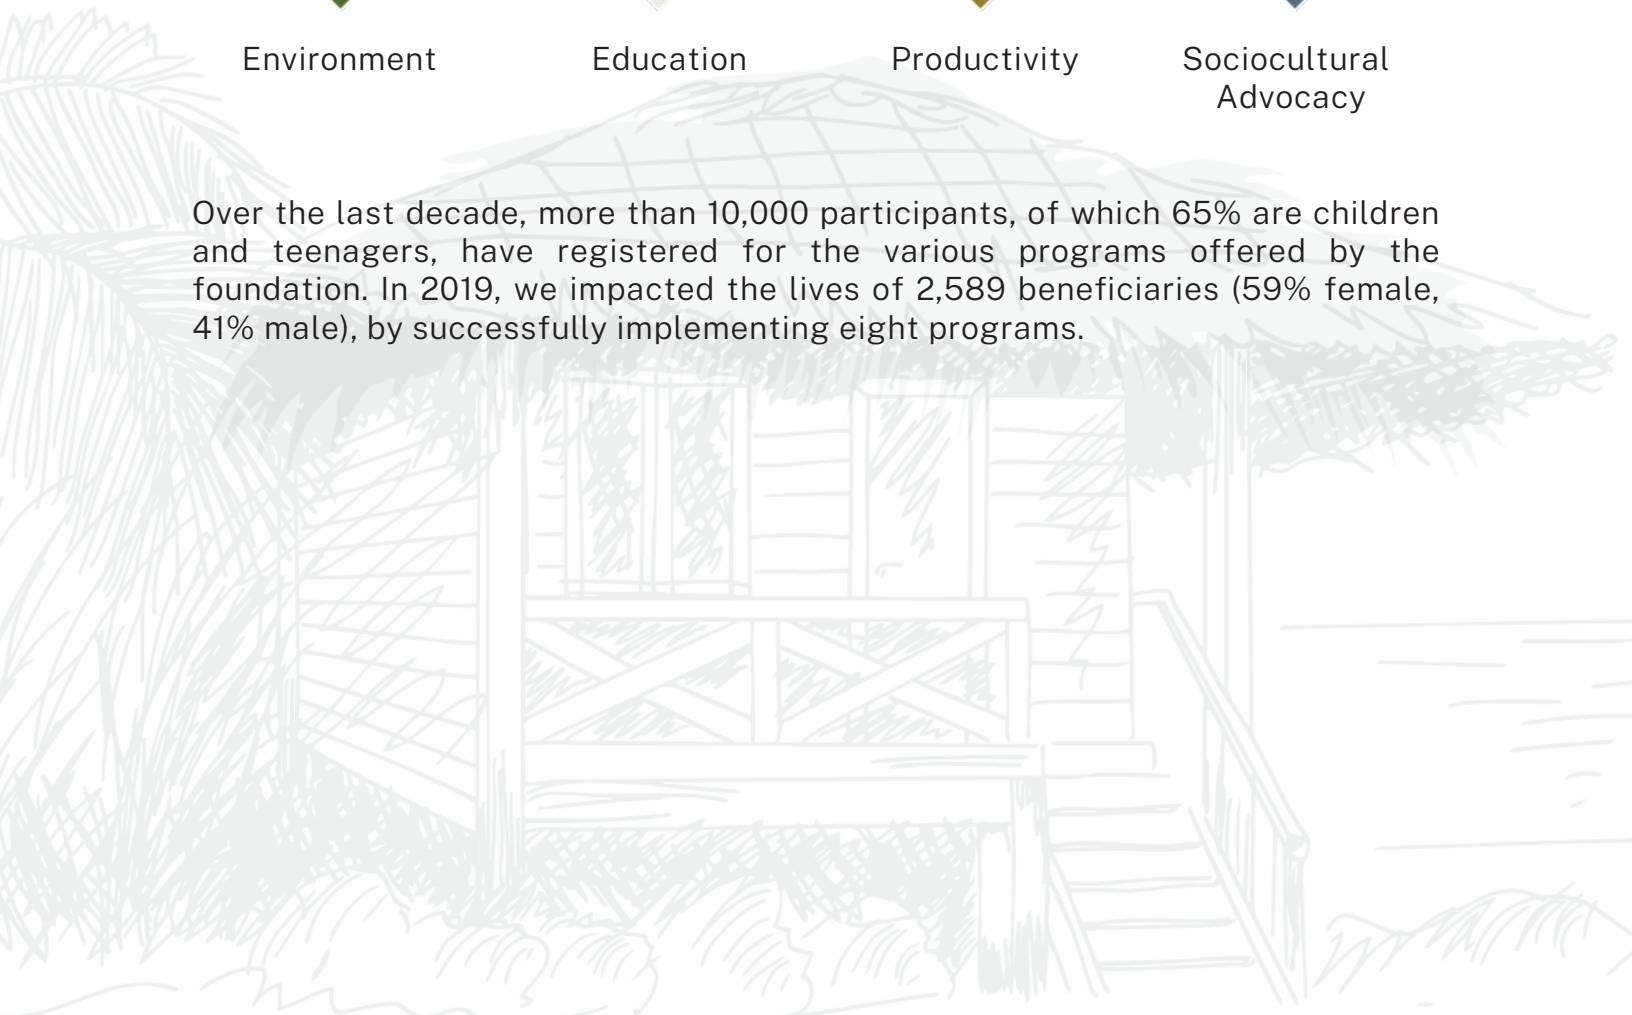 Environment
Education
Productivity
Sociocultural
Advocacy
Over the last decade, more than 10,000 participants, of which 65% are children
and teenagers, have registered for the various programs offered by the
foundation. In 2019, we impacted the lives of 2,589 beneficiaries (59% female,
41% male), by successfully implementing eight programs.